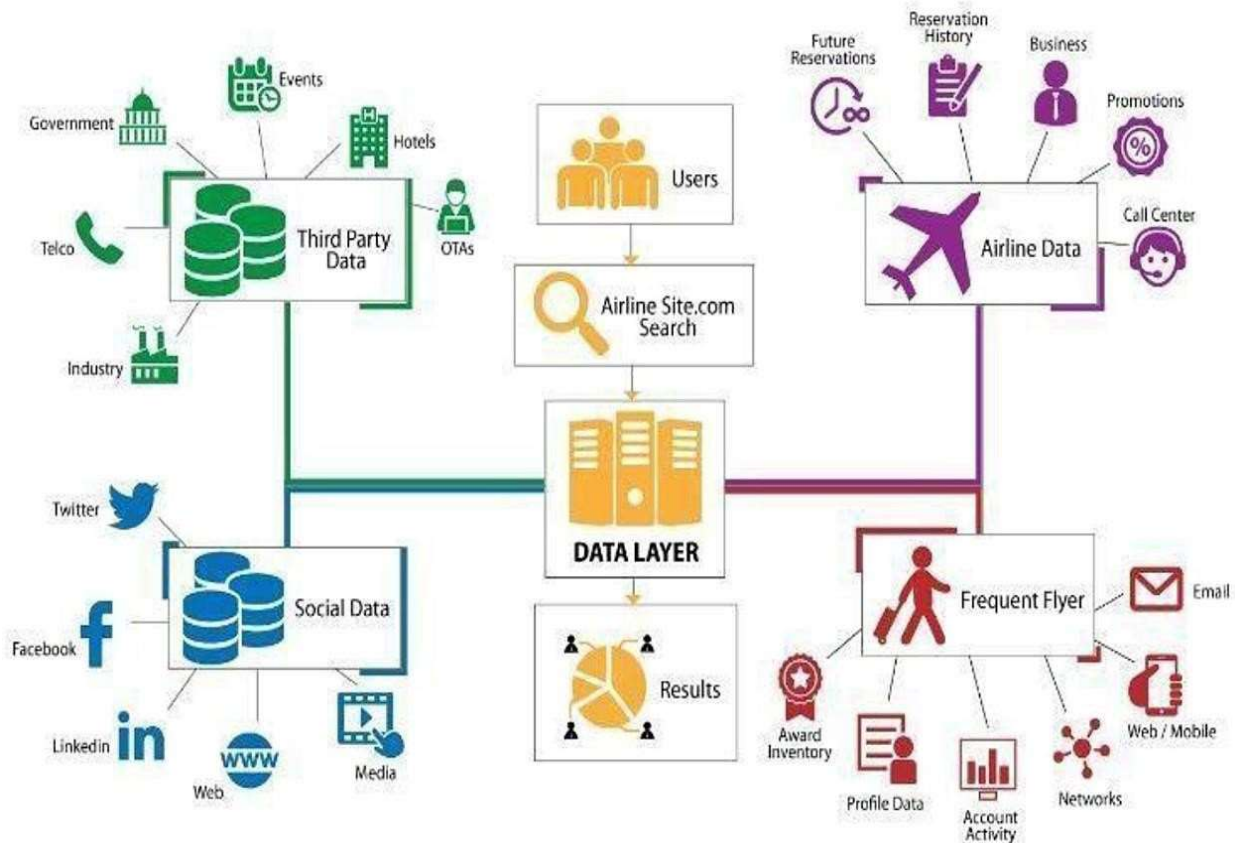 Government
Events
Hotels
Telco
OTAs
Industry
Third Party
Data
Users
Airline Site.com
Search
DATA LAYER
Results
Future
Reservations
Reservation
History
Business
Promotions
%
Call Center
Airline Data
Twitter
Facebook
f
Linkedin
in
WWW
Web
Media
Social Data
H
Frequent Flyer
Email
Web / Mobile
Networks
Account
Activity
Profile Data
Award
Inventory